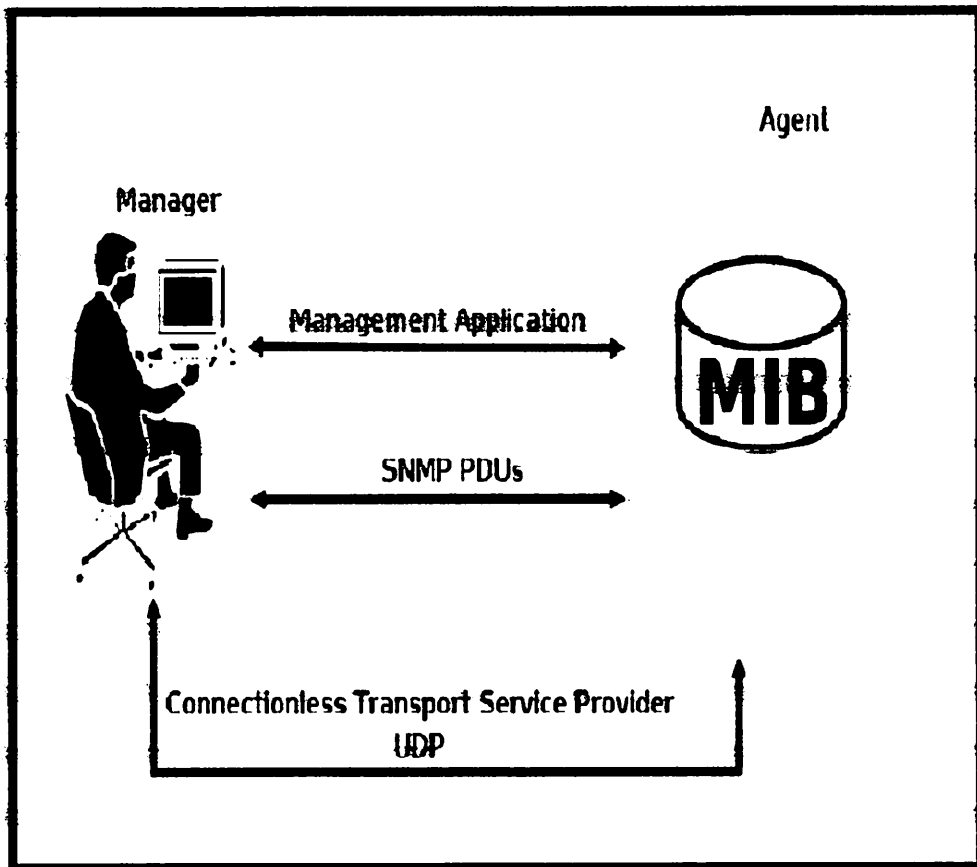 Agent
Manager
Management Application
MIB
SNMP PDUs
Connectionless Transport Service Provider
UDP